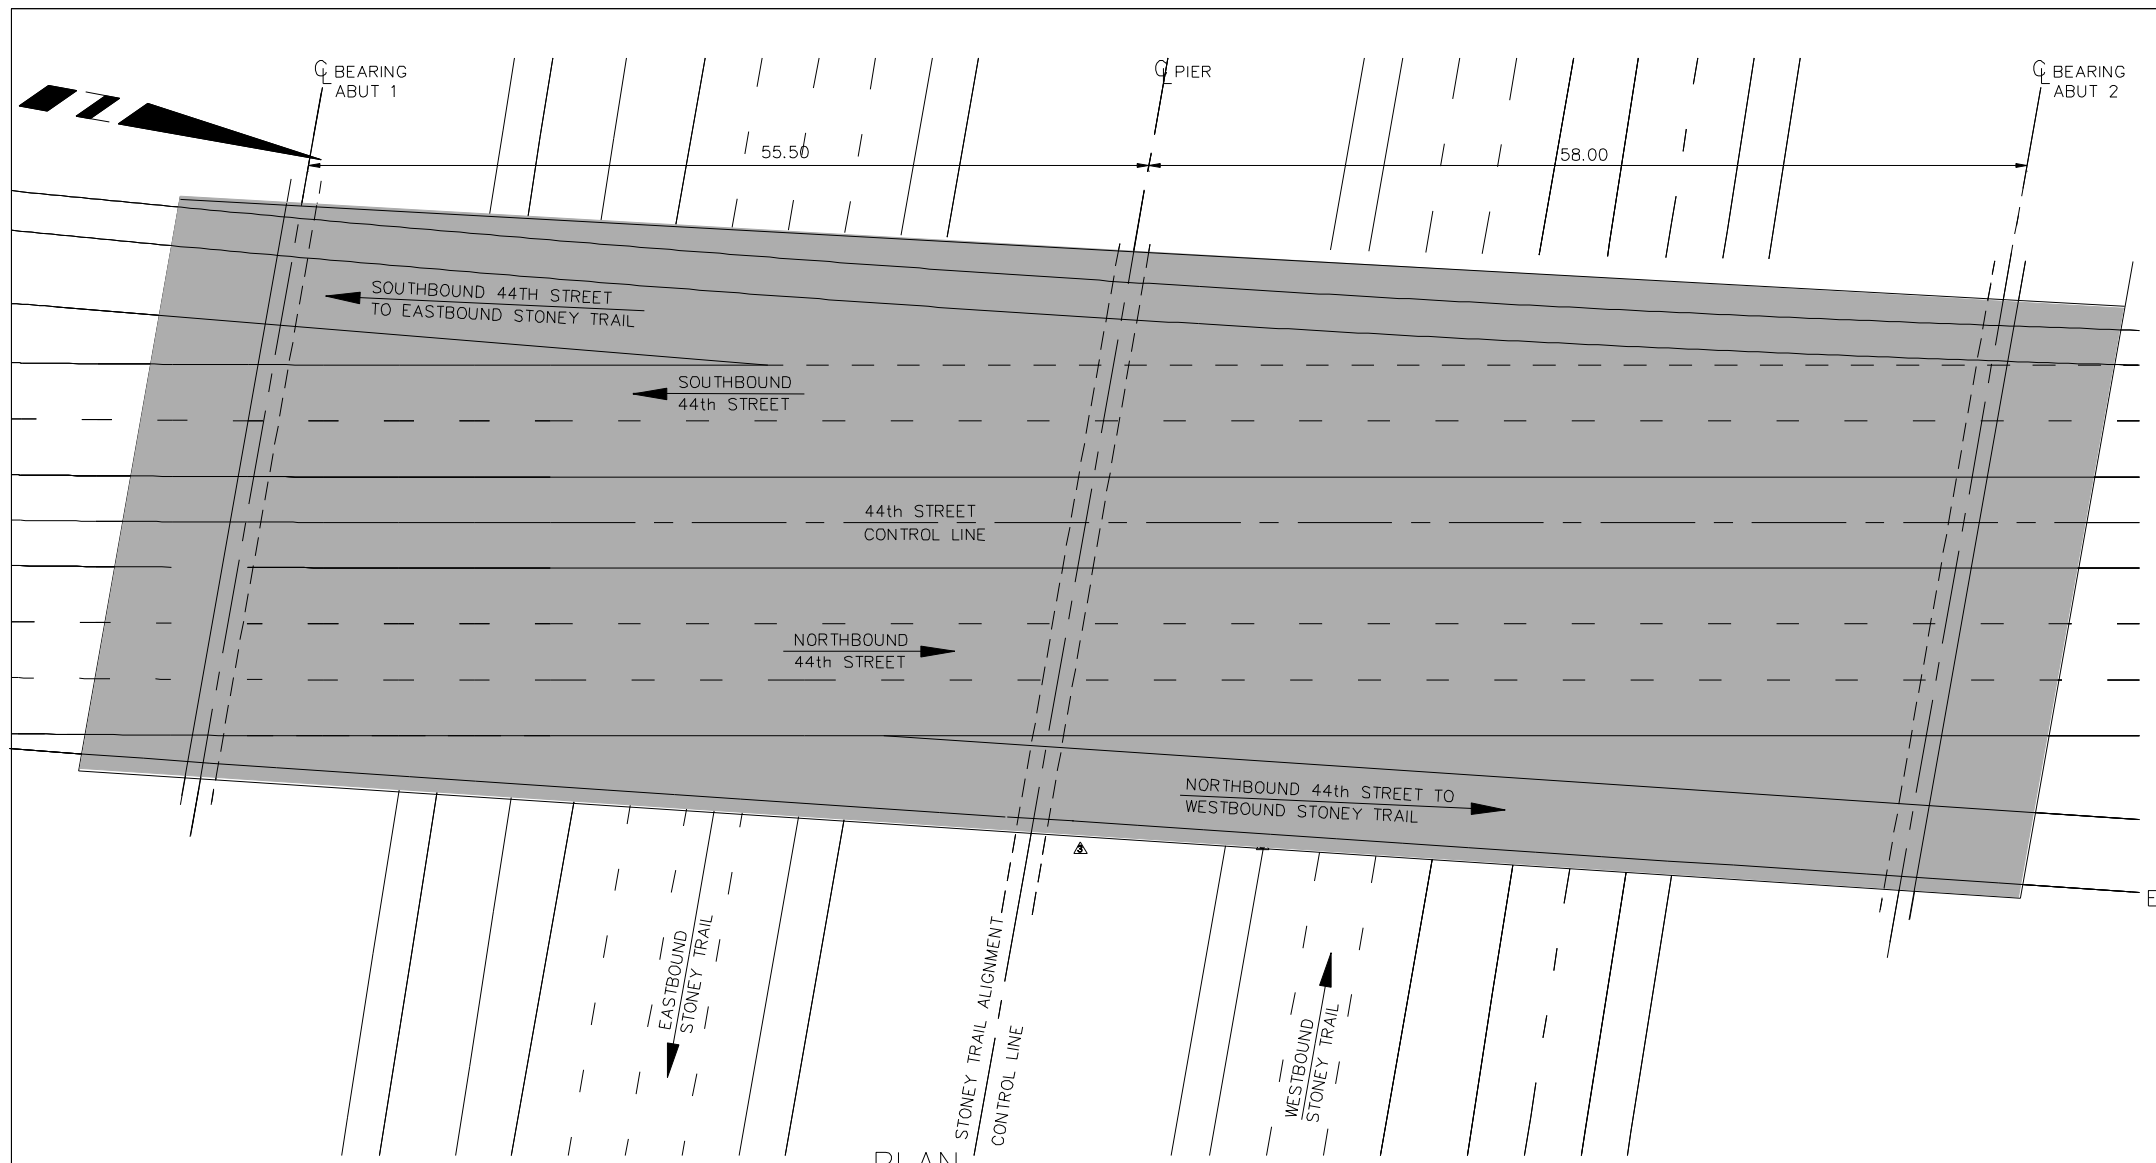 ℄ BEARING
ABUT 1
℄ PIER
℄ BEARING
ABUT 2
55.50
58.00
SOUTHBOUND 44TH STREET
TO EASTBOUND STONEY TRAIL
SOUTHBOUND
44th STREET
44th STREET
CONTROL LINE
NORTHBOUND
44th STREET
NORTHBOUND 44th STREET TO
WESTBOUND STONEY TRAIL
3
E
EASTBOUND
STONEY TRAIL
STONEY TRAIL ALIGNMENT
CONTROL LINE
WESTBOUND
STONEY TRAIL
PLAN